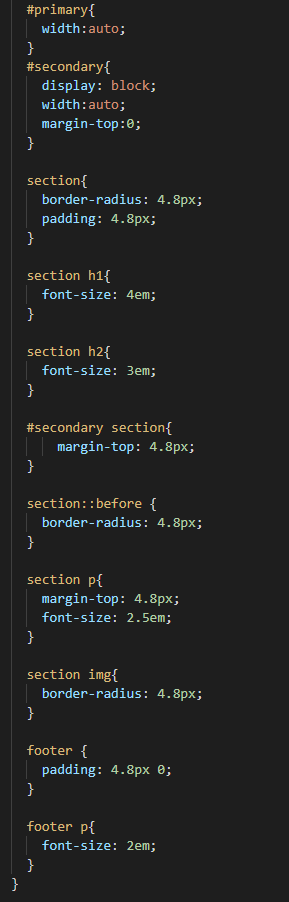 #primary{
width:auto;
}
#secondary{
display: block;
width:auto;
margin-top:0;
}
section{
border-radius: 4.8px;
padding: 4.8px;
}
section h1{
font-size: 4em;
}
section h2{
font-size: 3em;
}
#secondary section{
margin-top: 4.8px;
}
section::before {
border-radius: 4.8px;
}
section p{
margin-top: 4.8px;
font-size: 2.5em;
}
section img{
border-radius: 4.8px;
}
footer {
padding: 4.8px 0;
}
footer p{
font-size: 2em;
}
}